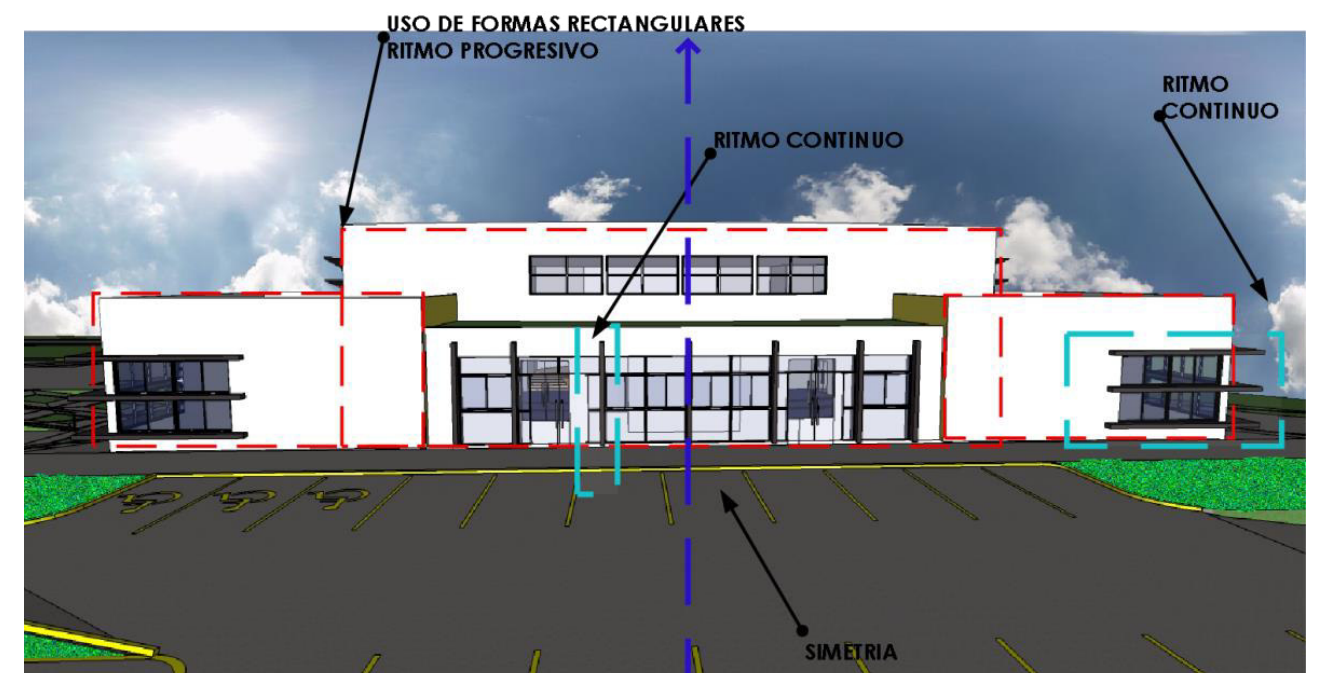 USO DE FORMAS RECTANGULARES
RITMO PROGRESIVO
RITMO CONTINUO
RITMO
CONTINUO
SIMETRIA